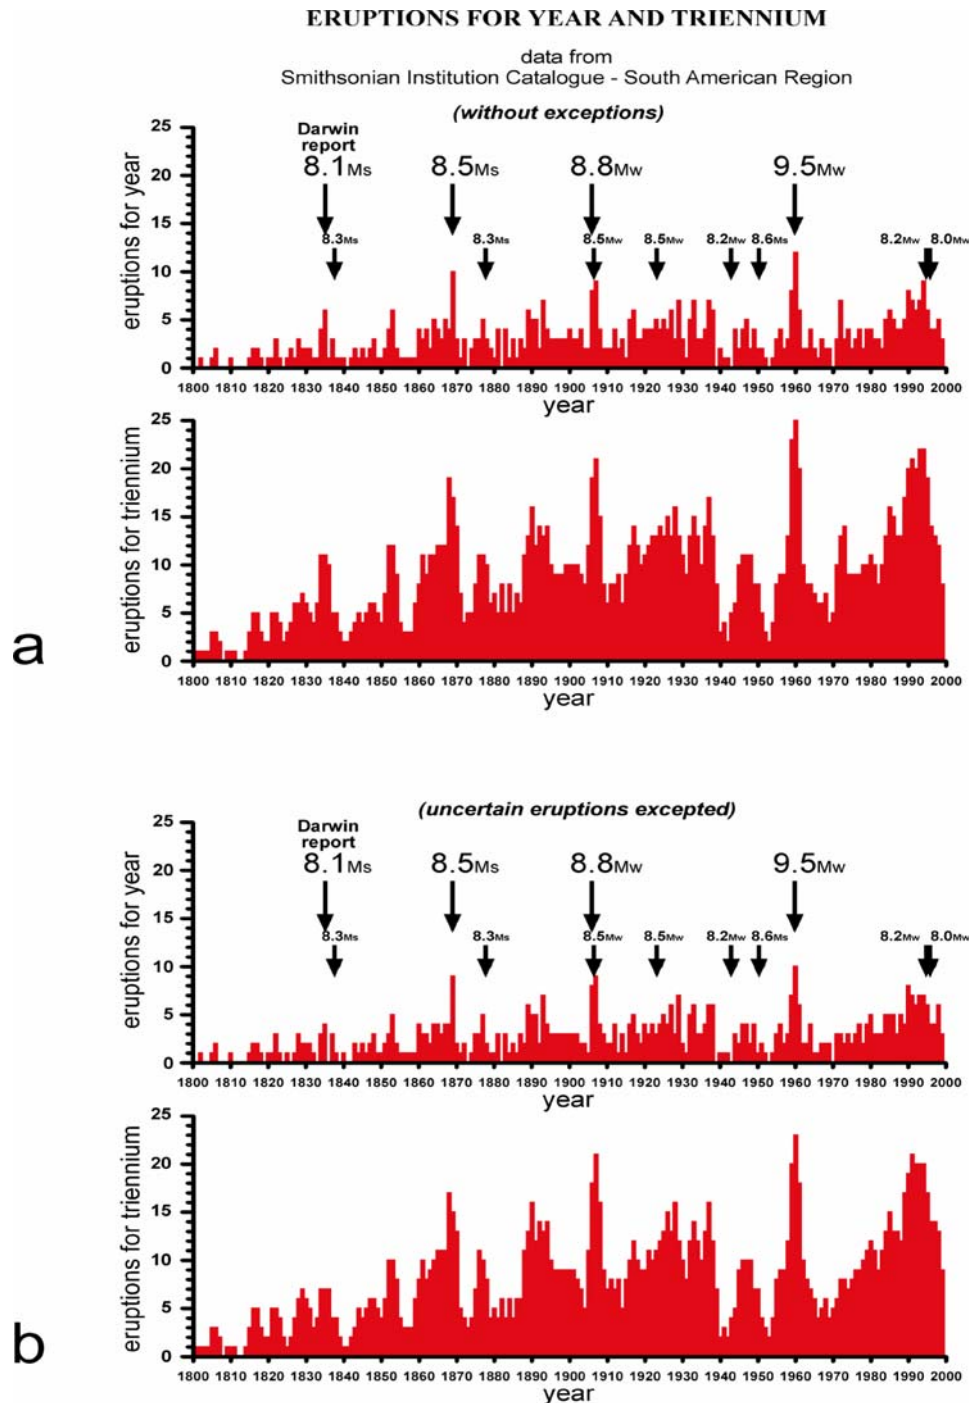 ERUPTIONS FOR YEAR AND TRIENNIUM
data from
Smithsonian Institution Catalogue - South American Region
(without exceptions)
Darwin
report
8.1Ms 8.5Ms 8.8Mw 9.5Mw
8.3Ms 8.3Ms 8.5Mw 8.5Mw 8.2Mw 8.6Ms 8.2Mw 8.0Mw
eruptions for year
25
20
15
10
5
0
1800 1810 1820 1830 1840 1850 1860 1870 1880 1890 1900 1910 1920 1930 1940 1950 1960 1970 1980 1990 2000
year
eruptions for triennium
25
20
15
10
5
0
1800 1810 1820 1830 1840 1850 1860 1870 1880 1890 1900 1910 1920 1930 1940 1950 1960 1970 1980 1990 2000
year
a
(uncertain eruptions excepted)
Darwin
report
8.1Ms 8.5Ms 8.8Mw 9.5Mw
8.3Ms 8.3Ms 8.5Mw 8.5Mw 8.2Mw 8.6Ms 8.2Mw 8.0Mw
eruptions for year
25
20
15
10
5
0
1800 1810 1820 1830 1840 1850 1860 1870 1880 1890 1900 1910 1920 1930 1940 1950 1960 1970 1980 1990 2000
year
eruptions for triennium
25
20
15
10
5
0
1800 1810 1820 1830 1840 1850 1860 1870 1880 1890 1900 1910 1920 1930 1940 1950 1960 1970 1980 1990 2000
year
b